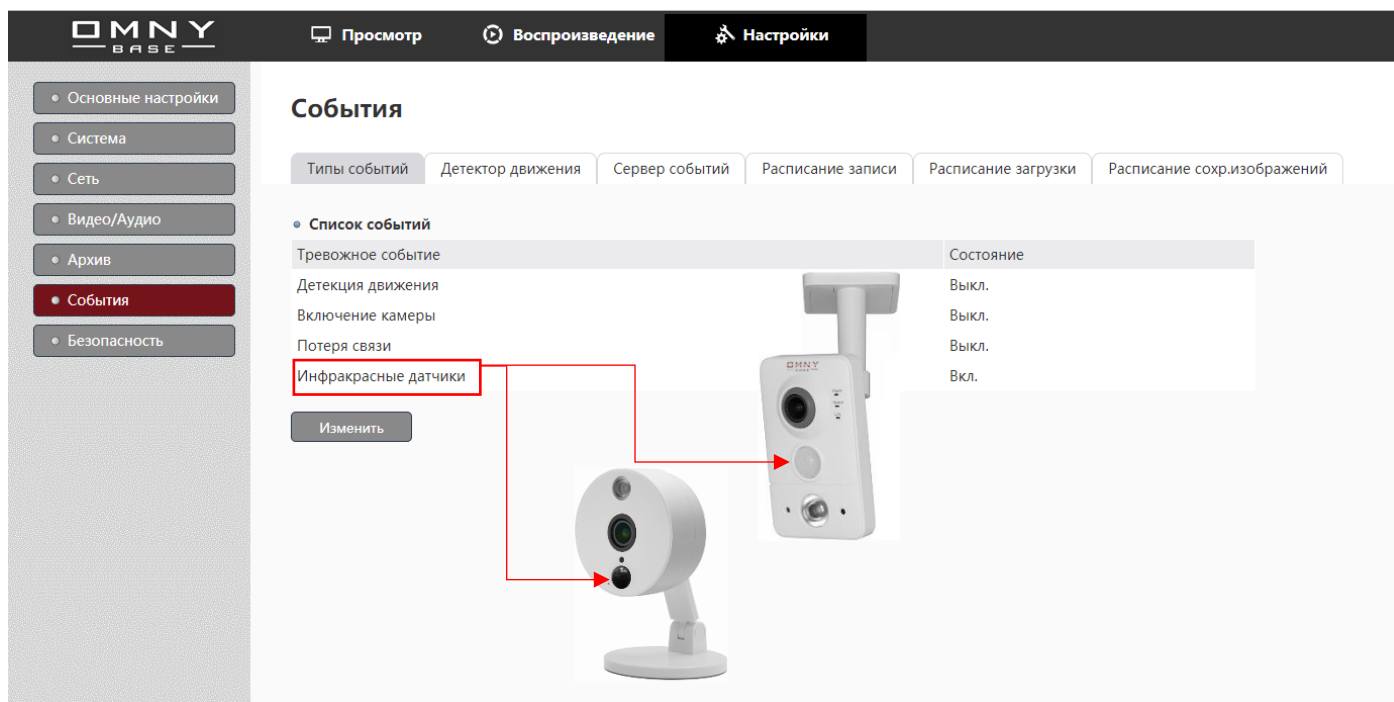 OMNY
BASE
Просмотр
Воспроизведение
Настройки
Основные настройки
Система
Сеть
Видео/Аудио
Архив
События
Безопасность
События
Типы событий
Детектор движения
Сервер событий
Расписание записи
Расписание загрузки
Расписание сохр.изображений
Список событий
Тревожное событие Состояние
Детекция движения Выкл.
Включение камеры Выкл.
Потеря связи Выкл.
Инфракрасные датчики Вкл.
Изменить
OMNY
BASE